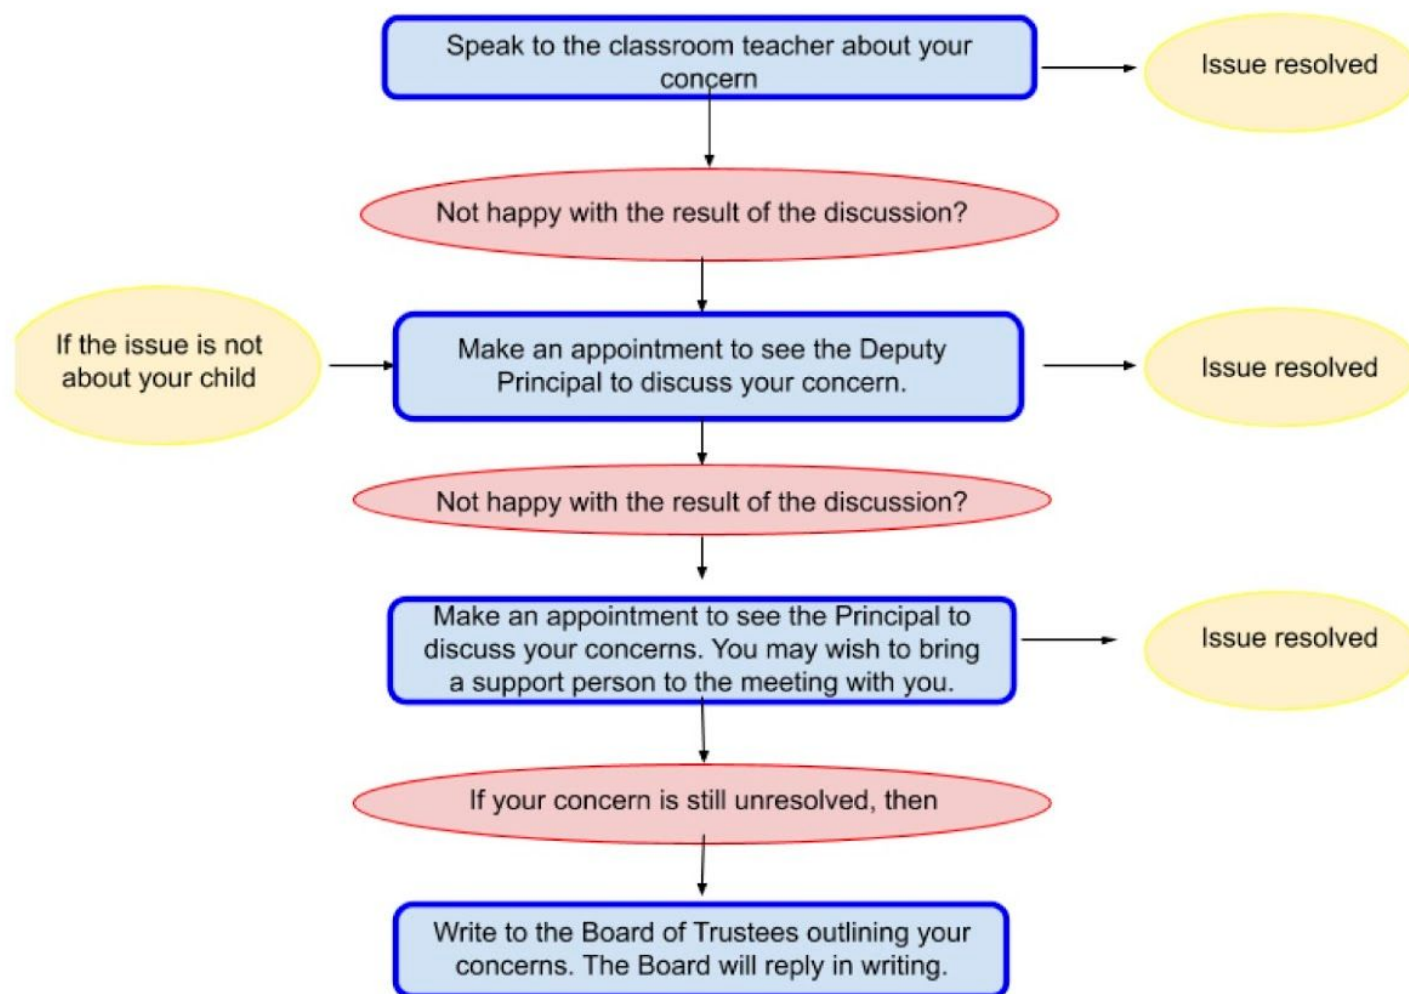 Speak to the classroom teacher about your
concern
Issue resolved
Not happy with the result of the discussion?
If the issue is not
about your child
Make an appointment to see the Deputy
Principal to discuss your concern.
Issue resolved
Not happy with the result of the discussion?
Make an appointment to see the Principal to
discuss your concerns. You may wish to bring
a support person to the meeting with you.
Issue resolved
If your concern is still unresolved, then
Write to the Board of Trustees outlining your
concerns. The Board will reply in writing.